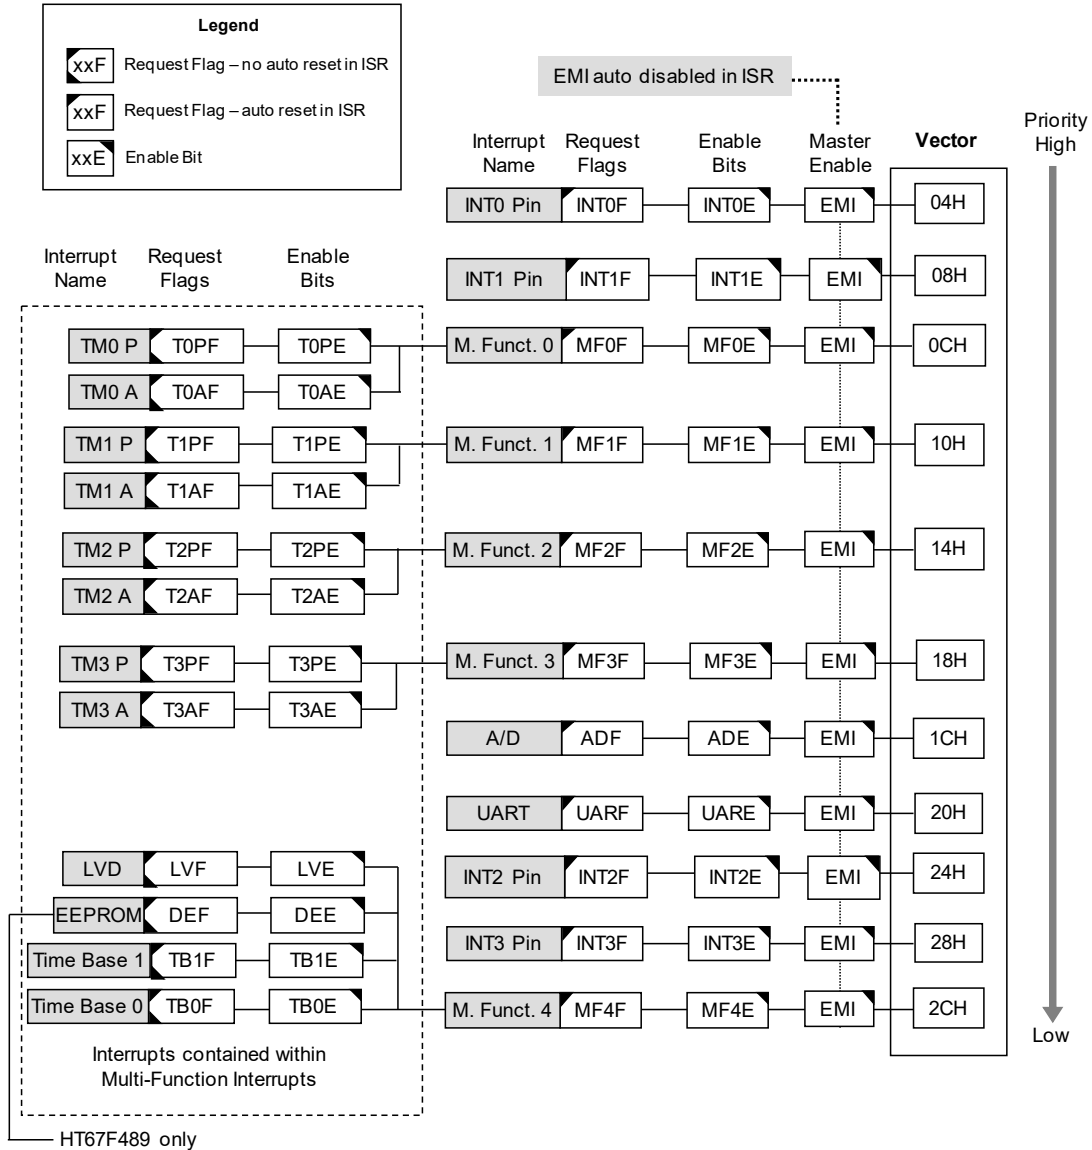 Legend
xxF Request Flag – no auto reset in ISR
xxF Request Flag – auto reset in ISR
xxE Enable Bit
EMI auto disabled in ISR
Priority
High
Interrupt Name
Request Flags
Enable Bits
Master Enable
Vector
INT0 Pin INT0F INT0E EMI 04H
INT1 Pin INT1F INT1E EMI 08H
Interrupt Name
Request Flags
Enable Bits
TM0 P T0PF T0PE M. Funct. 0 MF0F MF0E EMI 0CH
TM0 A T0AF T0AE
TM1 P T1PF T1PE M. Funct. 1 MF1F MF1E EMI 10H
TM1 A T1AF T1AE
TM2 P T2PF T2PE M. Funct. 2 MF2F MF2E EMI 14H
TM2 A T2AF T2AE
TM3 P T3PF T3PE M. Funct. 3 MF3F MF3E EMI 18H
TM3 A T3AF T3AE
A/D ADF ADE EMI 1CH
UART UARF UARE EMI 20H
LVD LVF LVE INT2 Pin INT2F INT2E EMI 24H
EEPROM DEF DEE
INT3 Pin INT3F INT3E EMI 28H
Time Base 1 TB1F TB1E
Time Base 0 TB0F TB0E M. Funct. 4 MF4F MF4E EMI 2CH
Low
Interrupts contained within
Multi-Function Interrupts
HT67F489 only